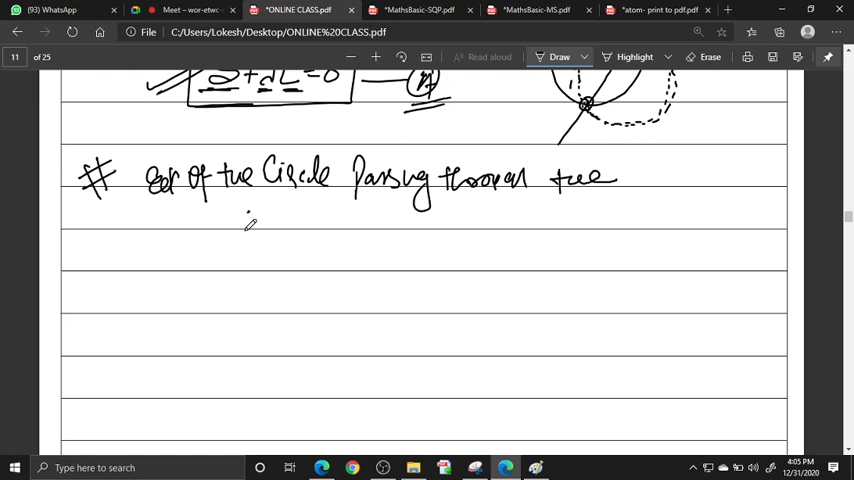 (93) WhatsApp
Meet – wor-etwc-
*ONLINE CLASS.pdf
*MathsBasic-SQP.pdf
*MathsBasic-MS.pdf
*atom- print to pdf.pdf
File
C:/Users/Lokesh/Desktop/ONLINE%20CLASS.pdf
11 of 25
Read aloud
Draw
Highlight
Erase
S + dL = 0 — A
# Eqn of the Circle Passing through the
Type here to search
4:05 PM
12/31/2020